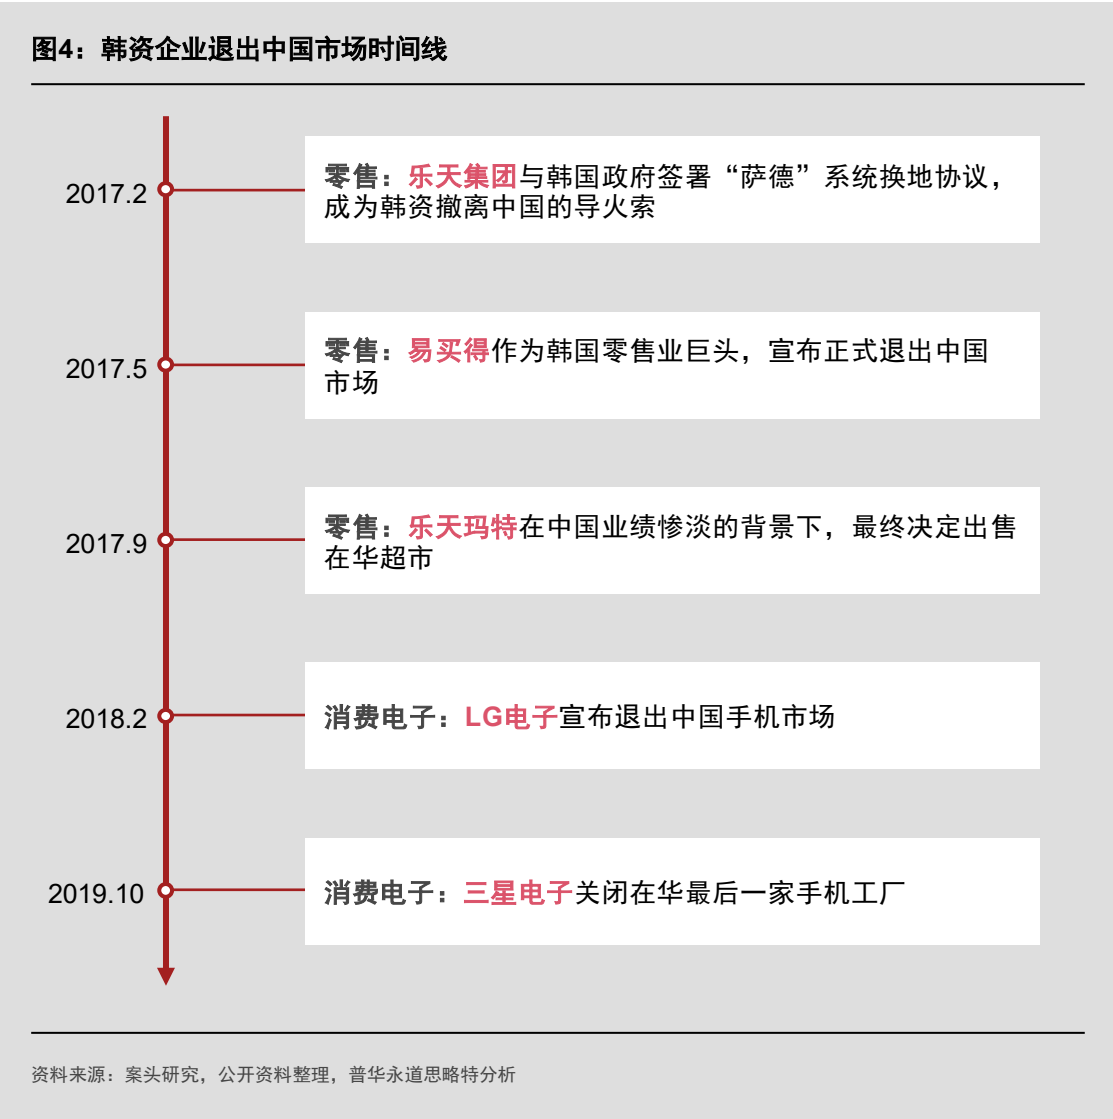 图4：韩资企业退出中国市场时间线
2017.2
零售：乐天集团与韩国政府签署“萨德”系统换地协议，
成为韩资撤离中国的导火索
2017.5
零售：易买得作为韩国零售业巨头，宣布正式退出中国
市场
2017.9
零售：乐天玛特在中国业绩惨淡的背景下，最终决定出售
在华超市
2018.2
消费电子：LG电子宣布退出中国手机市场
2019.10
消费电子：三星电子关闭在华最后一家手机工厂
资料来源：案头研究，公开资料整理，普华永道思略特分析